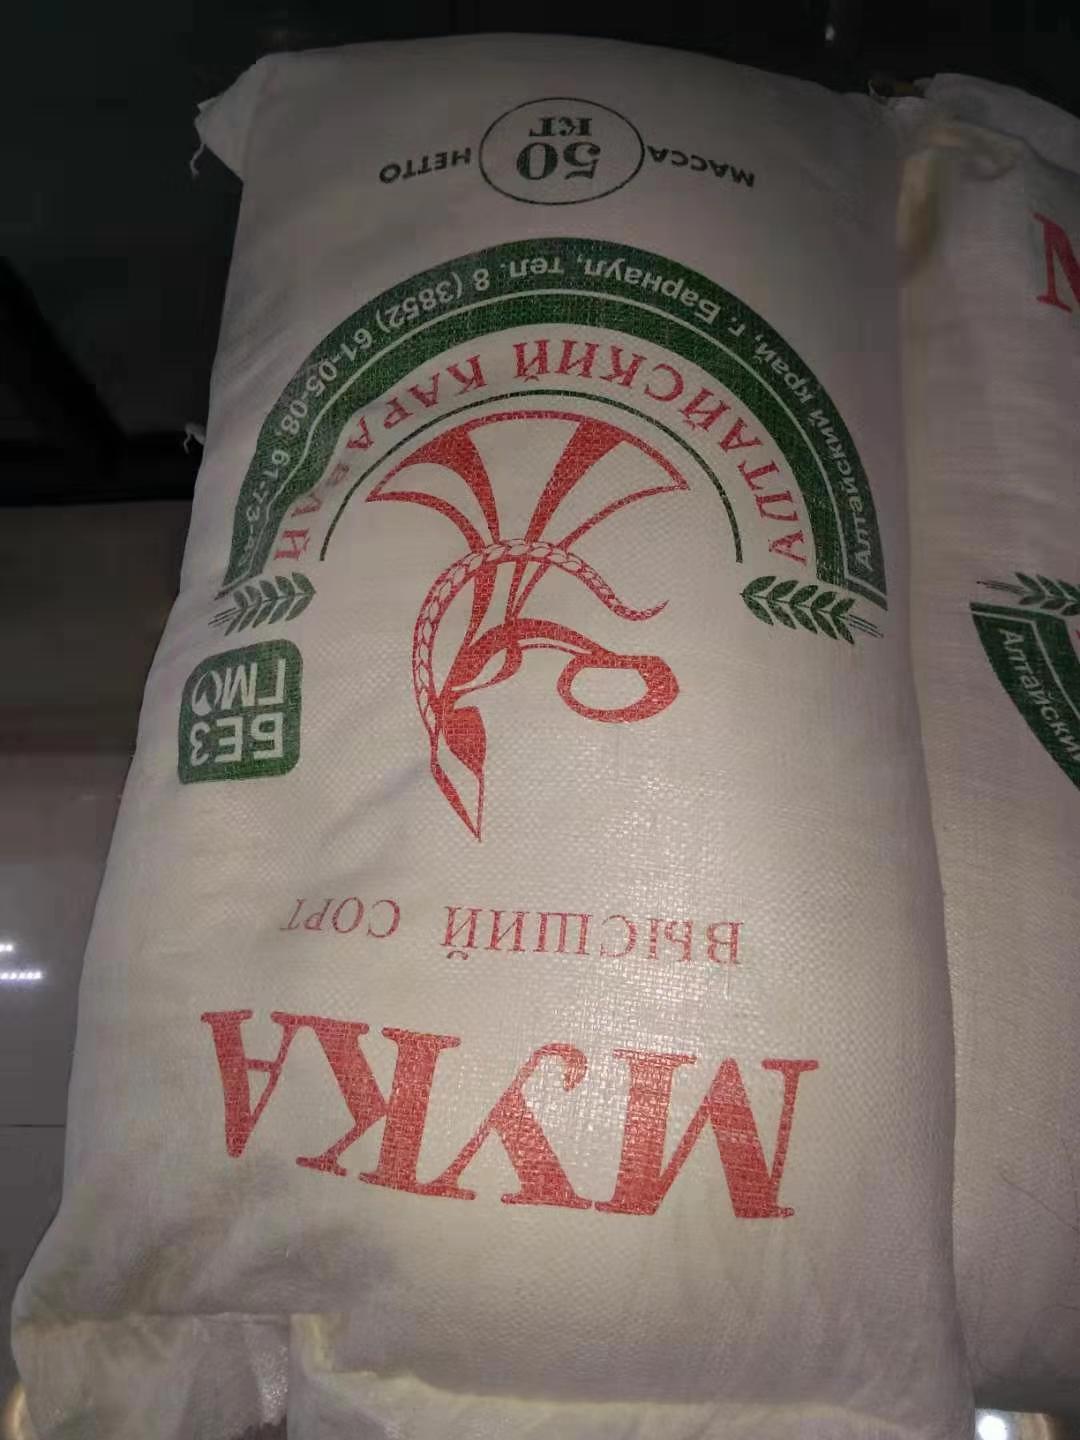 МУКА
ВЫСШИЙ СОРТ
БЕЗ
ГМО
АЛТАЙСКИЙ КАРАВАЙ
Алтайский край, г. Барнаул, тел. 8 (3852) 61-05-08, 61-73-
МАССА 50 НЕТТО
КГ
М
Алтайский